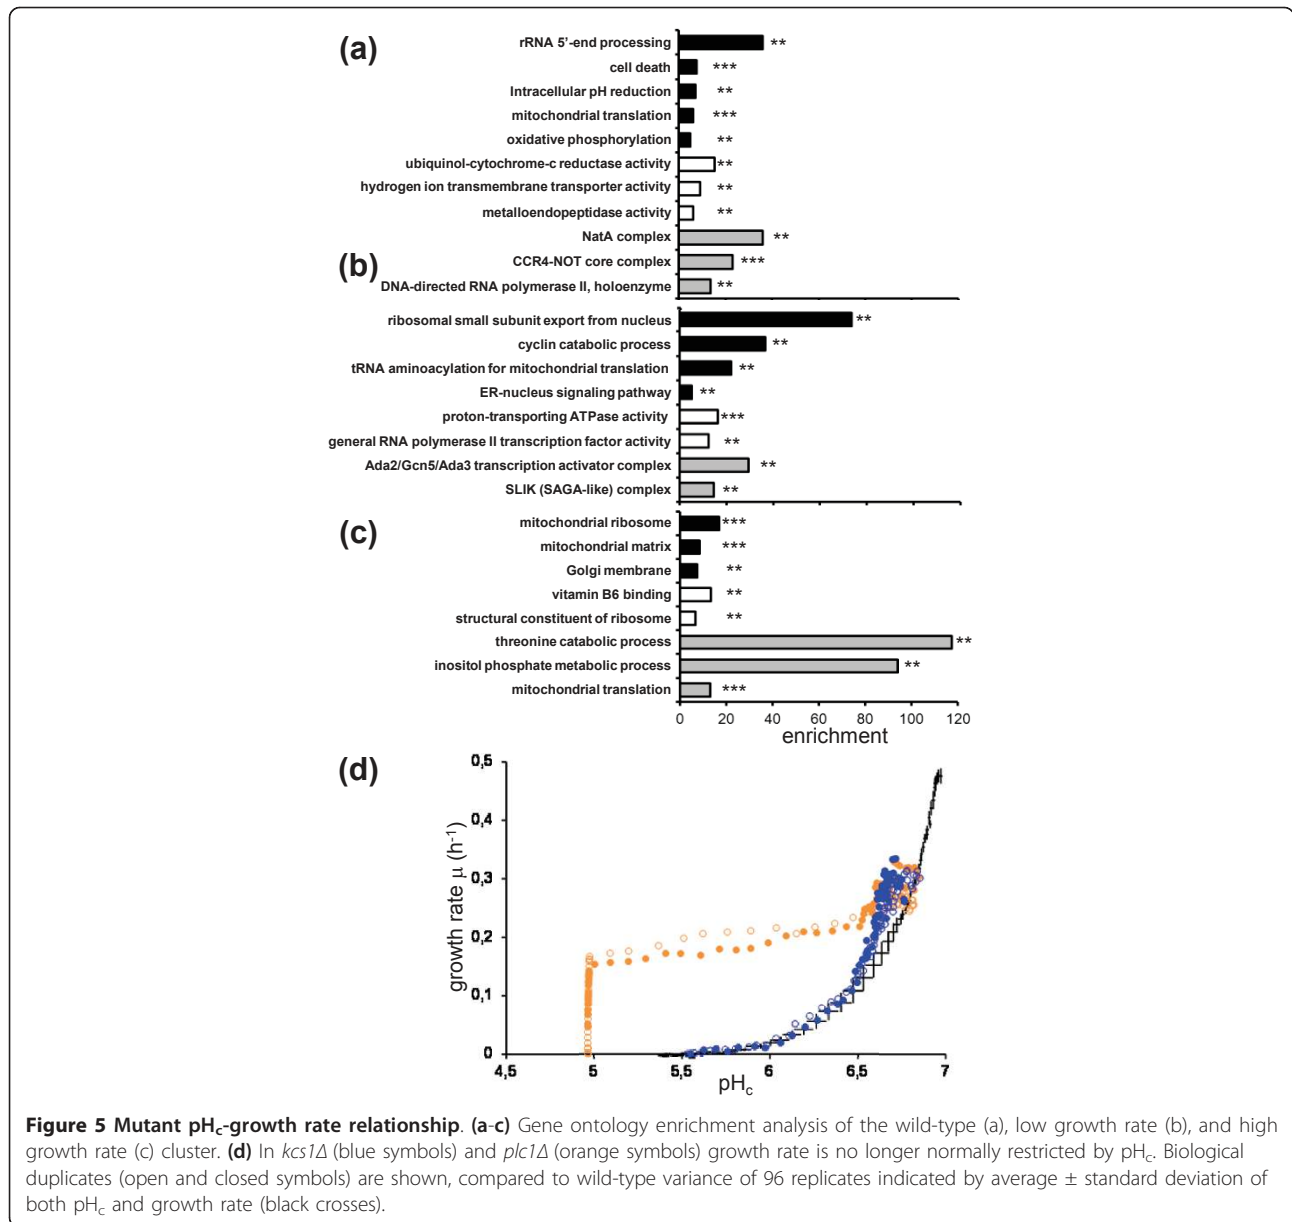 (a)
rRNA 5'-end processing **
cell death ***
Intracellular pH reduction **
mitochondrial translation ***
oxidative phosphorylation **
ubiquinol-cytochrome-c reductase activity **
hydrogen ion transmembrane transporter activity **
metalloendopeptidase activity **
NatA complex **
CCR4-NOT core complex ***
(b)
DNA-directed RNA polymerase II, holoenzyme **
ribosomal small subunit export from nucleus **
cyclin catabolic process **
tRNA aminoacylation for mitochondrial translation **
ER-nucleus signaling pathway **
proton-transporting ATPase activity ***
general RNA polymerase II transcription factor activity **
Ada2/Gcn5/Ada3 transcription activator complex **
SLIK (SAGA-like) complex **
(c)
mitochondrial ribosome ***
mitochondrial matrix ***
Golgi membrane **
vitamin B6 binding **
structural constituent of ribosome **
threonine catabolic process **
inositol phosphate metabolic process **
mitochondrial translation ***
0 20 40 60 80 100 120
enrichment
(d)
growth rate μ (h⁻¹)
0,5
0,4
0,3
0,2
0,1
0
4,5 5 5,5 6 6,5 7
pHc
Figure 5 Mutant pHc-growth rate relationship. (a-c) Gene ontology enrichment analysis of the wild-type (a), low growth rate (b), and high
growth rate (c) cluster. (d) In kcs1Δ (blue symbols) and plc1Δ (orange symbols) growth rate is no longer normally restricted by pHc. Biological
duplicates (open and closed symbols) are shown, compared to wild-type variance of 96 replicates indicated by average ± standard deviation of
both pHc and growth rate (black crosses).